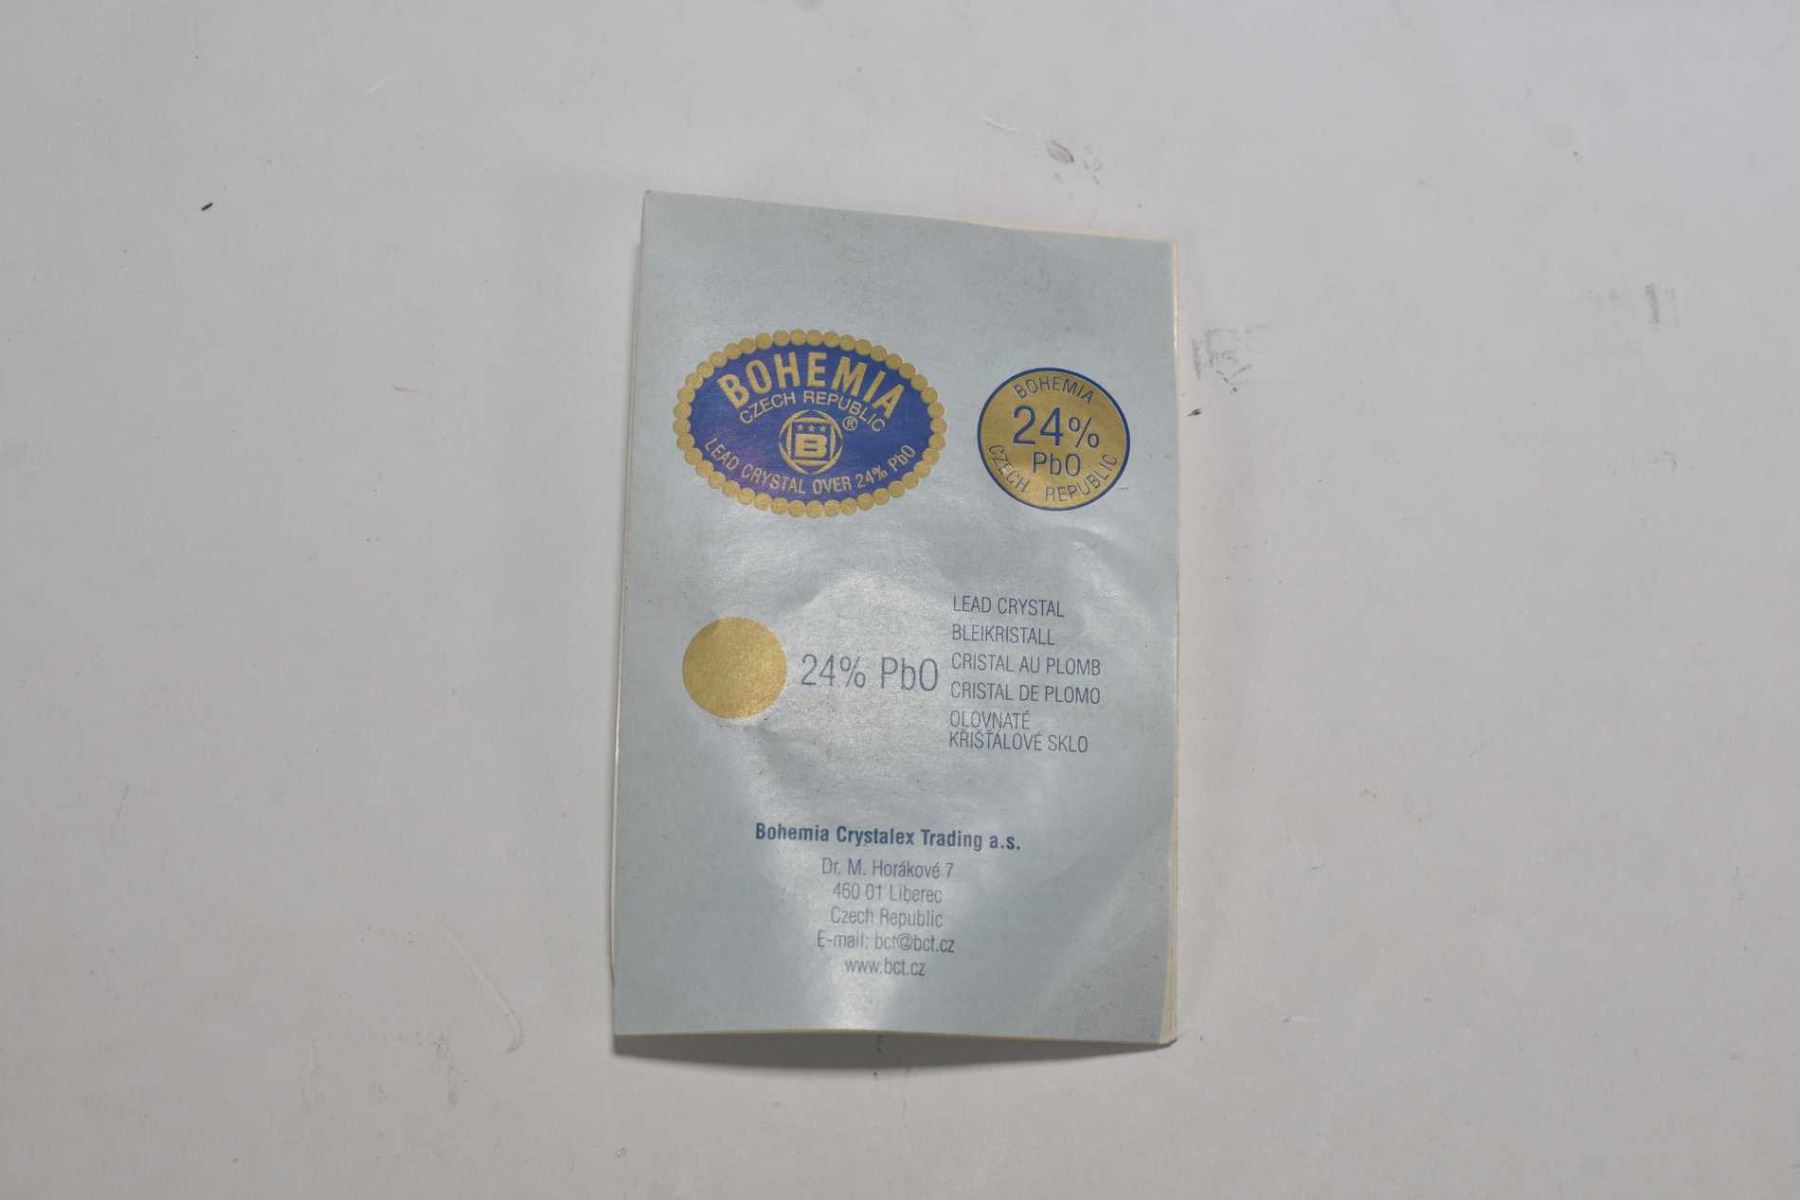 BOHEMIA
CZECH REPUBLIC
B ®
LEAD CRYSTAL OVER 24% PbO
BOHEMIA
24%
PbO
CZECH REPUBLIC
24% PbO
LEAD CRYSTAL
BLEIKRISTALL
CRISTAL AU PLOMB
CRISTAL DE PLOMO
OLOVNATÉ
KŘIŠŤÁLOVÉ SKLO
Bohemia Crystalex Trading a.s.
Dr. M. Horákové 7
460 01 Liberec
Czech Republic
E-mail: bct@bct.cz
www.bct.cz